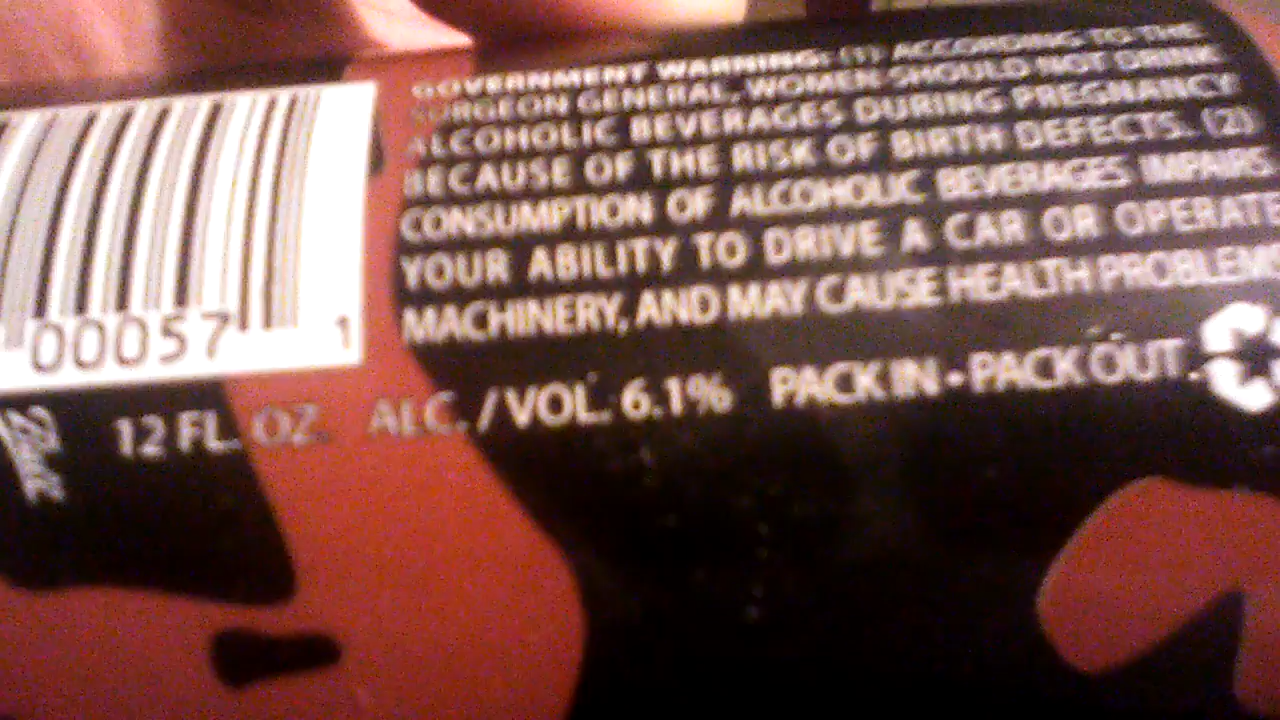 GOVERNMENT WARNING: (1) ACCORDING TO THE
SURGEON GENERAL, WOMEN SHOULD NOT DRINK
ALCOHOLIC BEVERAGES DURING PREGNANCY
BECAUSE OF THE RISK OF BIRTH DEFECTS. (2)
CONSUMPTION OF ALCOHOLIC BEVERAGES IMPAIRS
YOUR ABILITY TO DRIVE A CAR OR OPERATE
MACHINERY, AND MAY CAUSE HEALTH PROBLEMS
00057 1
12 FL. OZ. ALC. / VOL. 6.1% PACK IN • PACK OUT.